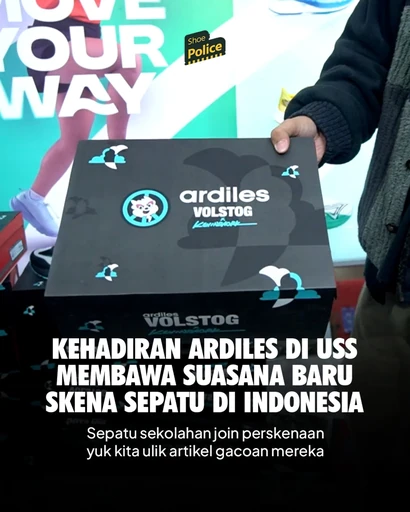 MOVE
YOUR
WAY
Shoe
Police
ardiles
VOLSTOG
ardiles
VOLSTOG
KEHADIRAN ARDILES DI USS
MEMBAWA SUASANA BARU
SKENA SEPATU DI INDONESIA
Sepatu sekolahan join perskenaan
yuk kita ulik artikel gacoan mereka